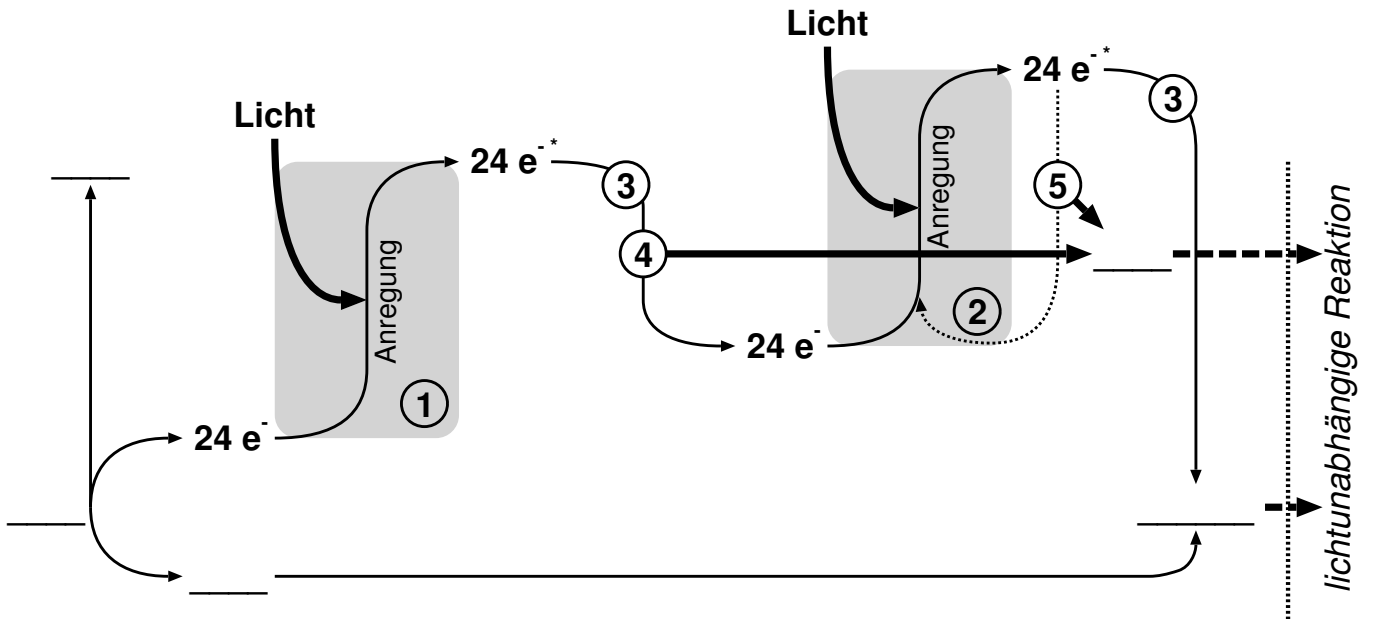 Licht
24 e- *
3
Licht
24 e- *
3
5
Anregung
4
Anregung
2
24 e-
1
24 e-
lichtunabhängige Reaktion